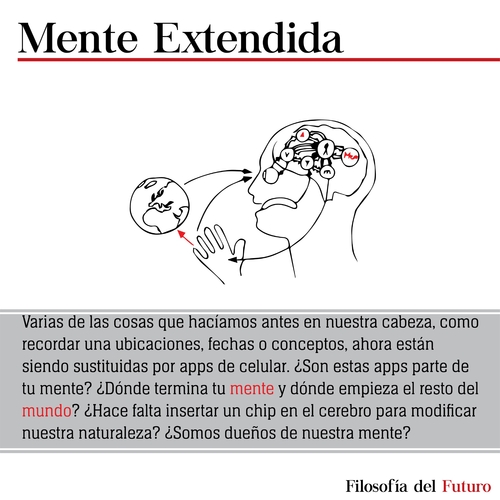 Mente Extendida
Varias de las cosas que hacíamos antes en nuestra cabeza, como
recordar una ubicaciones, fechas o conceptos, ahora están
siendo sustituidas por apps de celular. ¿Son estas apps parte de
tu mente? ¿Dónde termina tu mente y dónde empieza el resto del
mundo? ¿Hace falta insertar un chip en el cerebro para modificar
nuestra naturaleza? ¿Somos dueños de nuestra mente?
Filosofía del Futuro